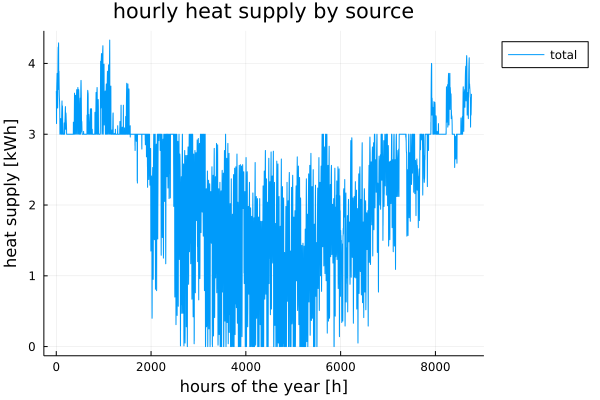 hourly heat supply by source
total
heat supply [kWh]
4
3
2
1
0
0 2000 4000 6000 8000
hours of the year [h]